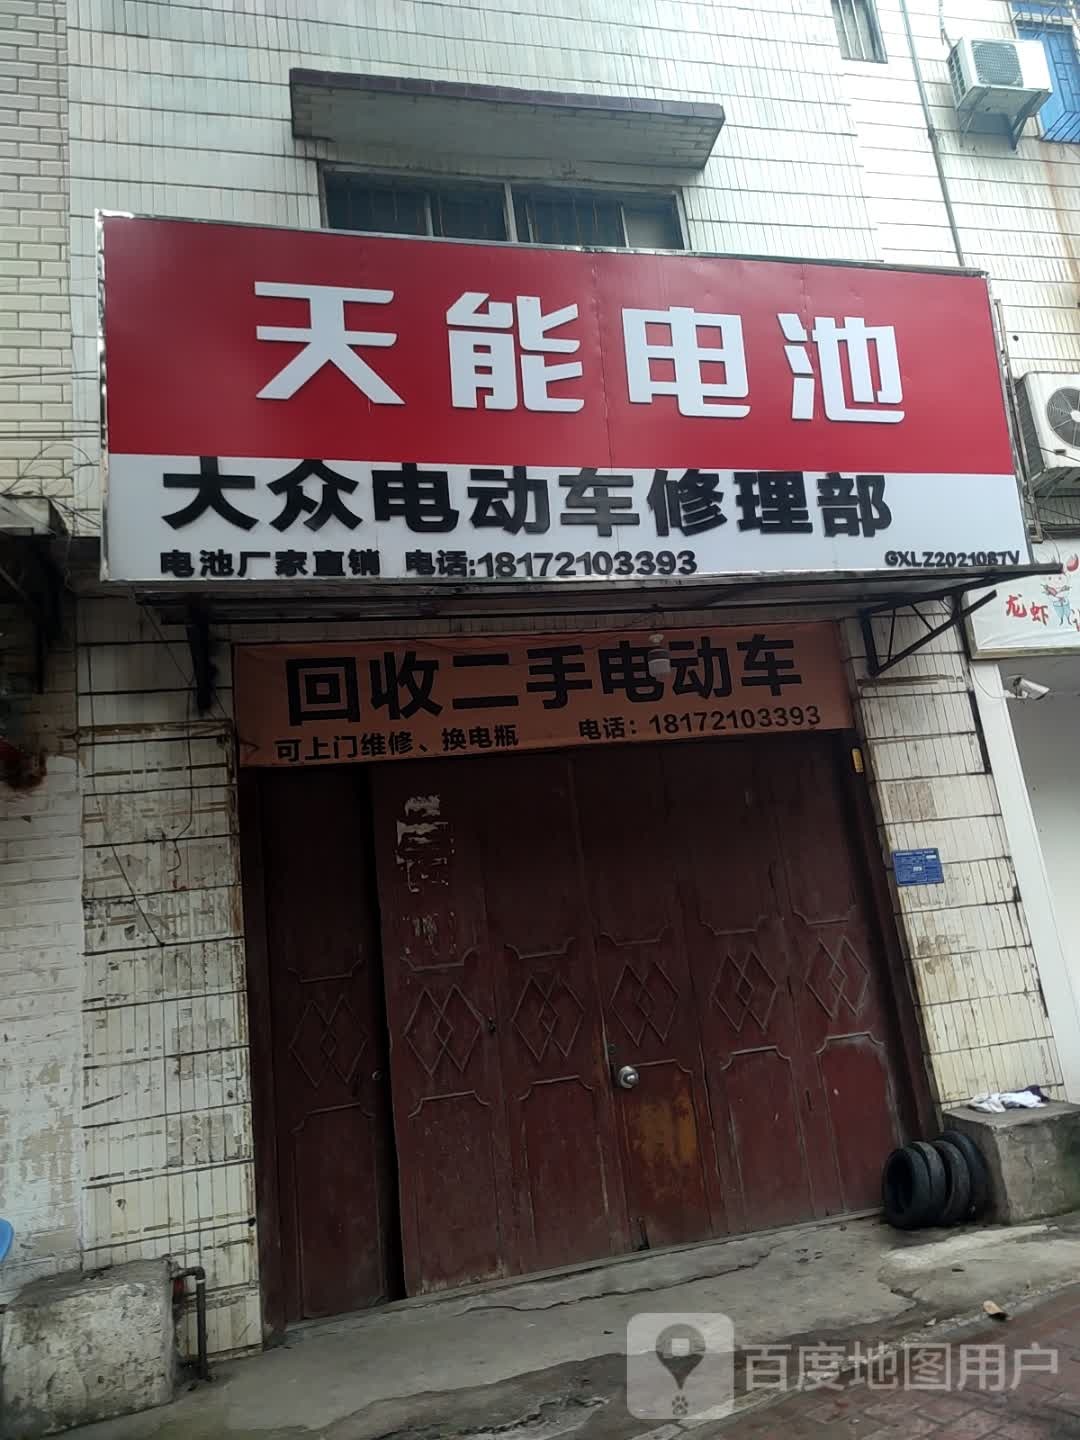 天能电池
大众电动车修理部
电池厂家直销 电话:18172103393
GXLZ2021087V
龙虾
回收二手电动车
可上门维修、换电瓶 电话：18172103393
百度地图用户